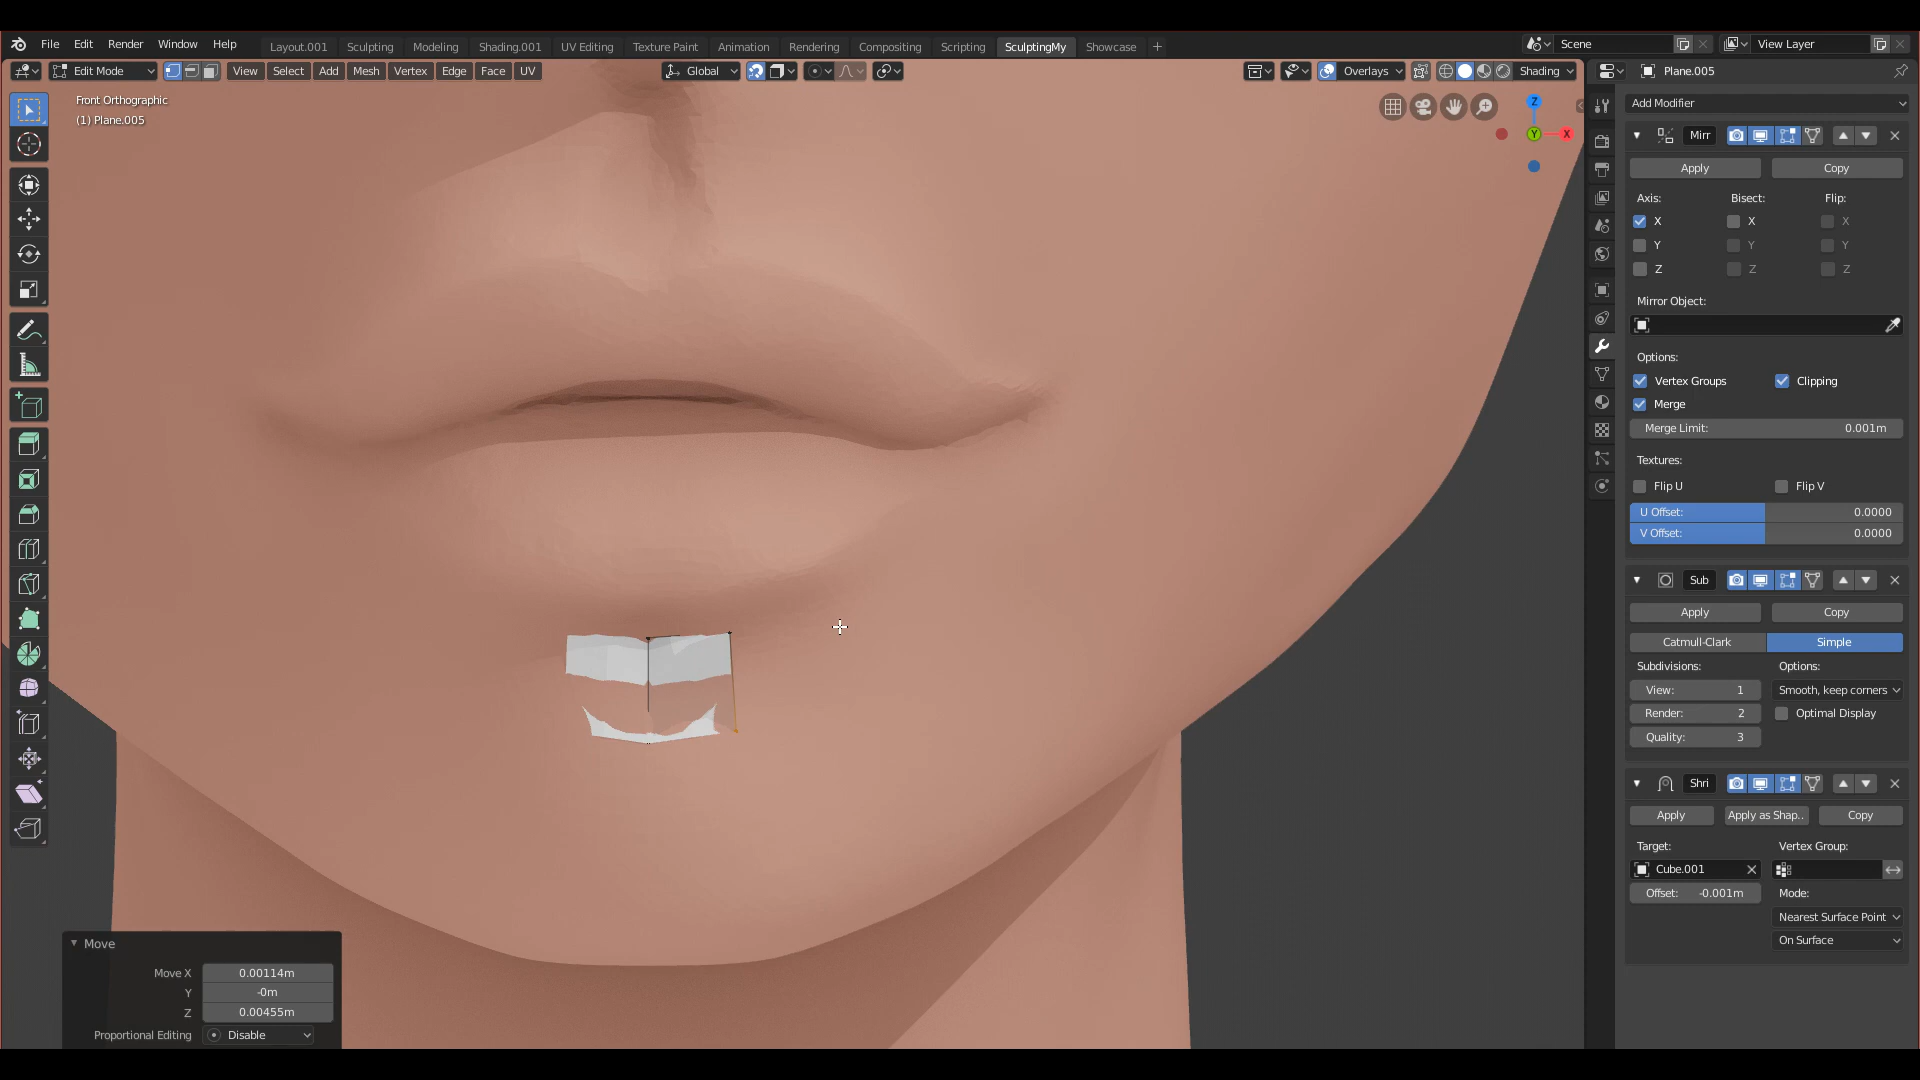 File Edit Render Window Help
Layout.001 Sculpting Modeling Shading.001 UV Editing Texture Paint Animation Rendering Compositing Scripting SculptingMy Showcase +
Scene
View Layer
Edit Mode View Select Add Mesh Vertex Edge Face UV
Global
Overlays
Shading
Plane.005
Front Orthographic
(1) Plane.005
Z
Y
X
Add Modifier
Mirr
Apply Copy
Axis: Bisect: Flip:
X X X
Y Y Y
Z Z Z
Mirror Object:
Options:
Vertex Groups Clipping
Merge
Merge Limit: 0.001m
Textures:
Flip U Flip V
U Offset: 0.0000
V Offset: 0.0000
Sub
Apply Copy
Catmull-Clark Simple
Subdivisions: Options:
View: 1 Smooth, keep corners
Render: 2 Optimal Display
Quality: 3
Shri
Apply Apply as Shap.. Copy
Target: Vertex Group:
Cube.001
Offset: -0.001m Mode:
Nearest Surface Point
On Surface
Move
Move X 0.00114m
Y -0m
Z 0.00455m
Proportional Editing Disable